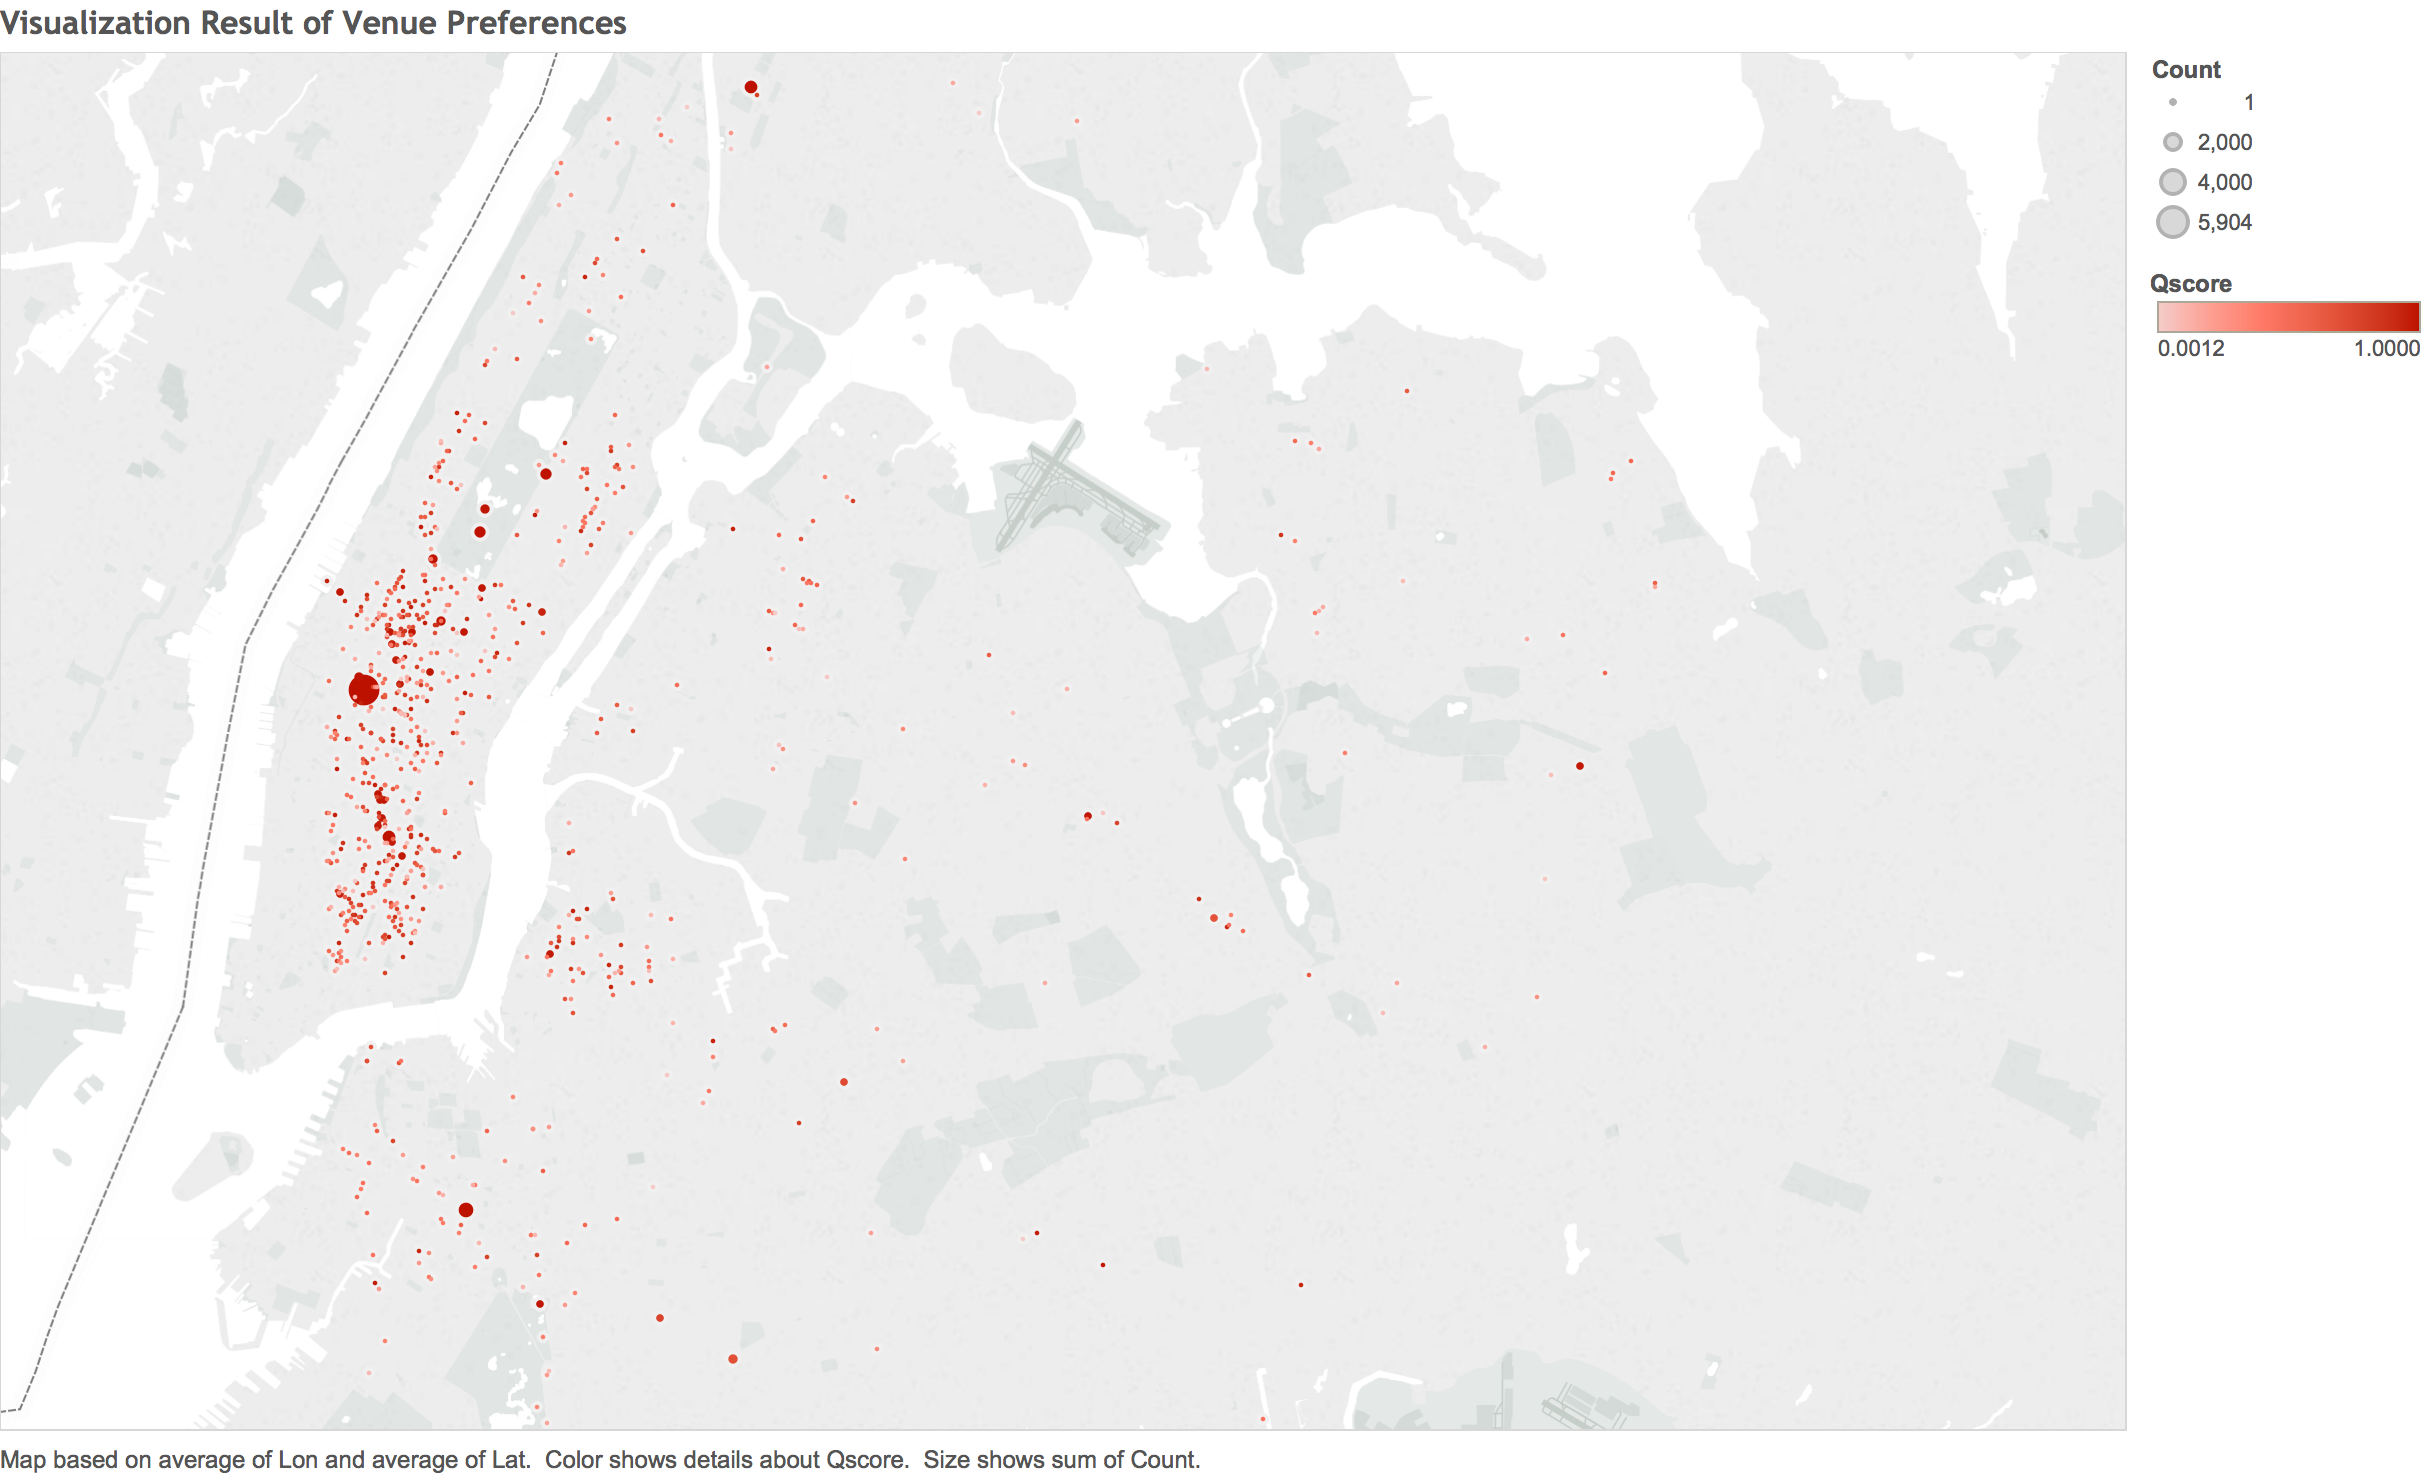 Visualization Result of Venue Preferences
Count
1
2,000
4,000
5,904
Qscore
0.0012 1.0000
Map based on average of Lon and average of Lat.  Color shows details about Qscore.  Size shows sum of Count.